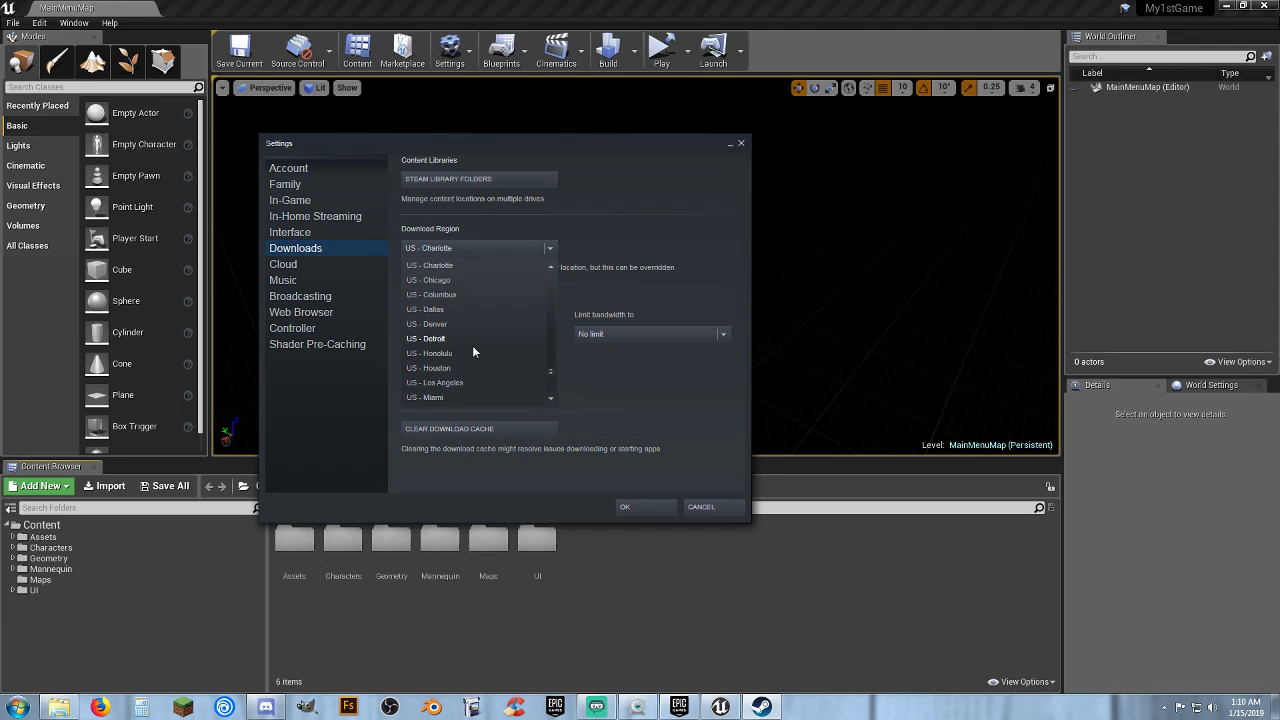 MainMenuMap
My1stGame
File Edit Window Help
Modes
Search Classes
Recently Placed
Basic
Lights
Cinematic
Visual Effects
Geometry
Volumes
All Classes
Empty Actor
Empty Character
Empty Pawn
Point Light
Player Start
Cube
Sphere
Cylinder
Cone
Plane
Box Trigger
Save Current
Source Control
Content
Marketplace
Settings
Blueprints
Cinematics
Build
Play
Launch
Perspective Lit Show
10 10° 0.25 4
Level: MainMenuMap (Persistent)
World Outliner
Search...
Label Type
MainMenuMap (Editor) World
0 actors View Options
Details World Settings
Select an object to view details.
Settings
Account
Family
In-Game
In-Home Streaming
Interface
Downloads
Cloud
Music
Broadcasting
Web Browser
Controller
Shader Pre-Caching
Content Libraries
STEAM LIBRARY FOLDERS
Manage content locations on multiple drives
Download Region
US - Charlotte
location, but this can be overridden
US - Charlotte
US - Chicago
US - Columbus
US - Dallas
US - Denver
US - Detroit
US - Honolulu
US - Houston
US - Los Angeles
US - Miami
Limit bandwidth to
No limit
CLEAR DOWNLOAD CACHE
Clearing the download cache might resolve issues downloading or starting apps
OK CANCEL
Content Browser
Add New Import Save All
Search Folders
Content
Assets
Characters
Geometry
Mannequin
Maps
UI
Assets Characters Geometry Mannequin Maps UI
6 items View Options
Fs
EPIC GAMES
EPIC GAMES
1:10 AM
1/15/2019